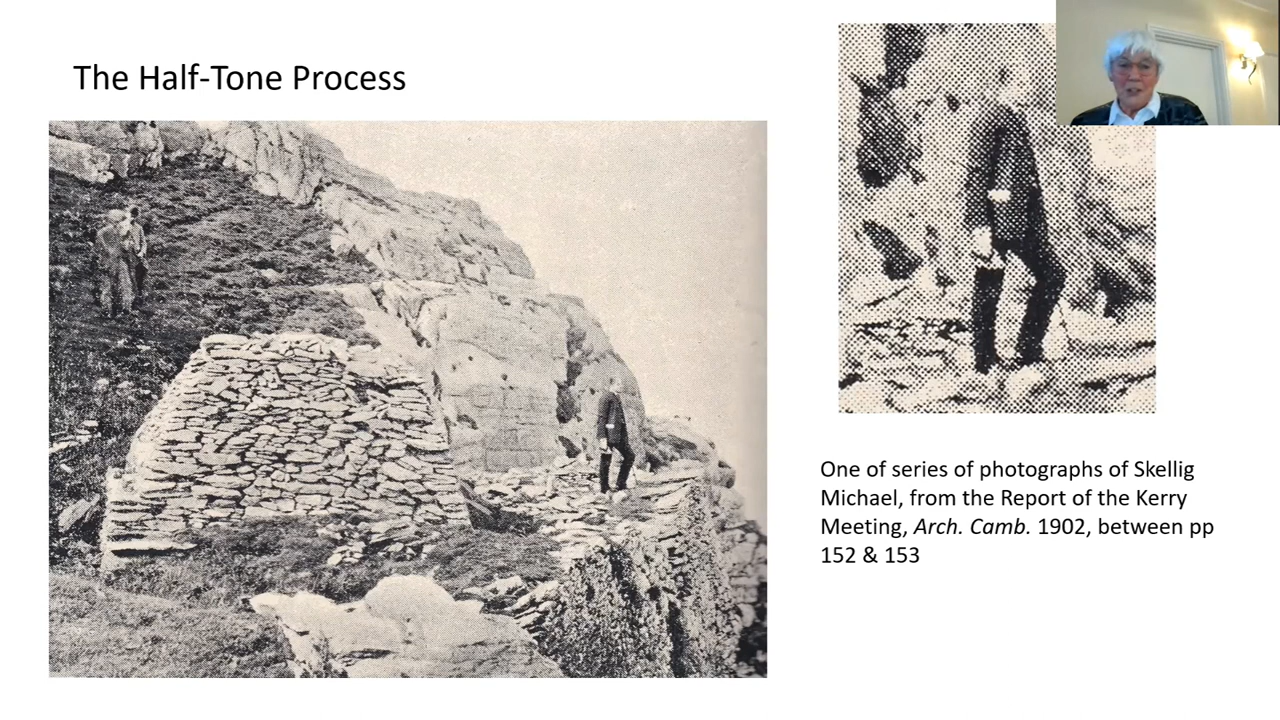 The Half-Tone Process
One of series of photographs of Skellig
Michael, from the Report of the Kerry
Meeting, Arch. Camb. 1902, between pp
152 & 153